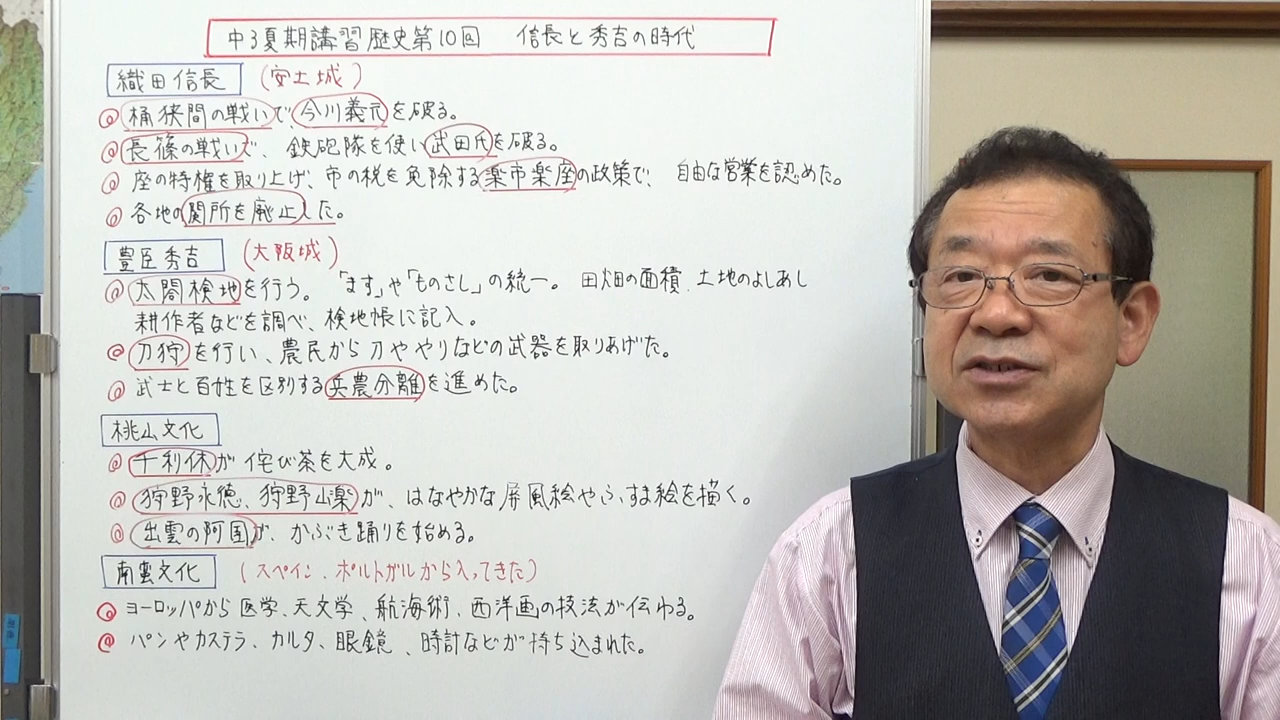 中3夏期講習歴史第10回 信長と秀吉の時代
織田信長 (安土城)
◎ 桶狭間の戦いで、今川義元を破る。
◎ 長篠の戦いで、鉄砲隊を使い武田氏を破る。
◎ 座の特権を取り上げ、市の税を免除する楽市楽座の政策で、自由な営業を認めた。
◎ 各地の関所を廃止した。
豊臣秀吉 (大阪城)
◎ 太閤検地を行う。「ます」や「ものさし」の統一。田畑の面積、土地のよしあし
耕作者などを調べ、検地帳に記入。
◎ 刀狩を行い、農民から刀ややりなどの武器を取りあげた。
◎ 武士と百姓を区別する兵農分離を進めた。
桃山文化
◎ 千利休が侘び茶を大成。
◎ 狩野永徳、狩野山楽が、はなやかな屏風絵やふすま絵を描く。
◎ 出雲の阿国が、かぶき踊りを始める。
南蛮文化 (スペイン、ポルトガルから入ってきた)
◎ ヨーロッパから医学、天文学、航海術、西洋画の技法が伝わる。
◎ パンやカステラ、カルタ、眼鏡、時計などが持ち込まれた。